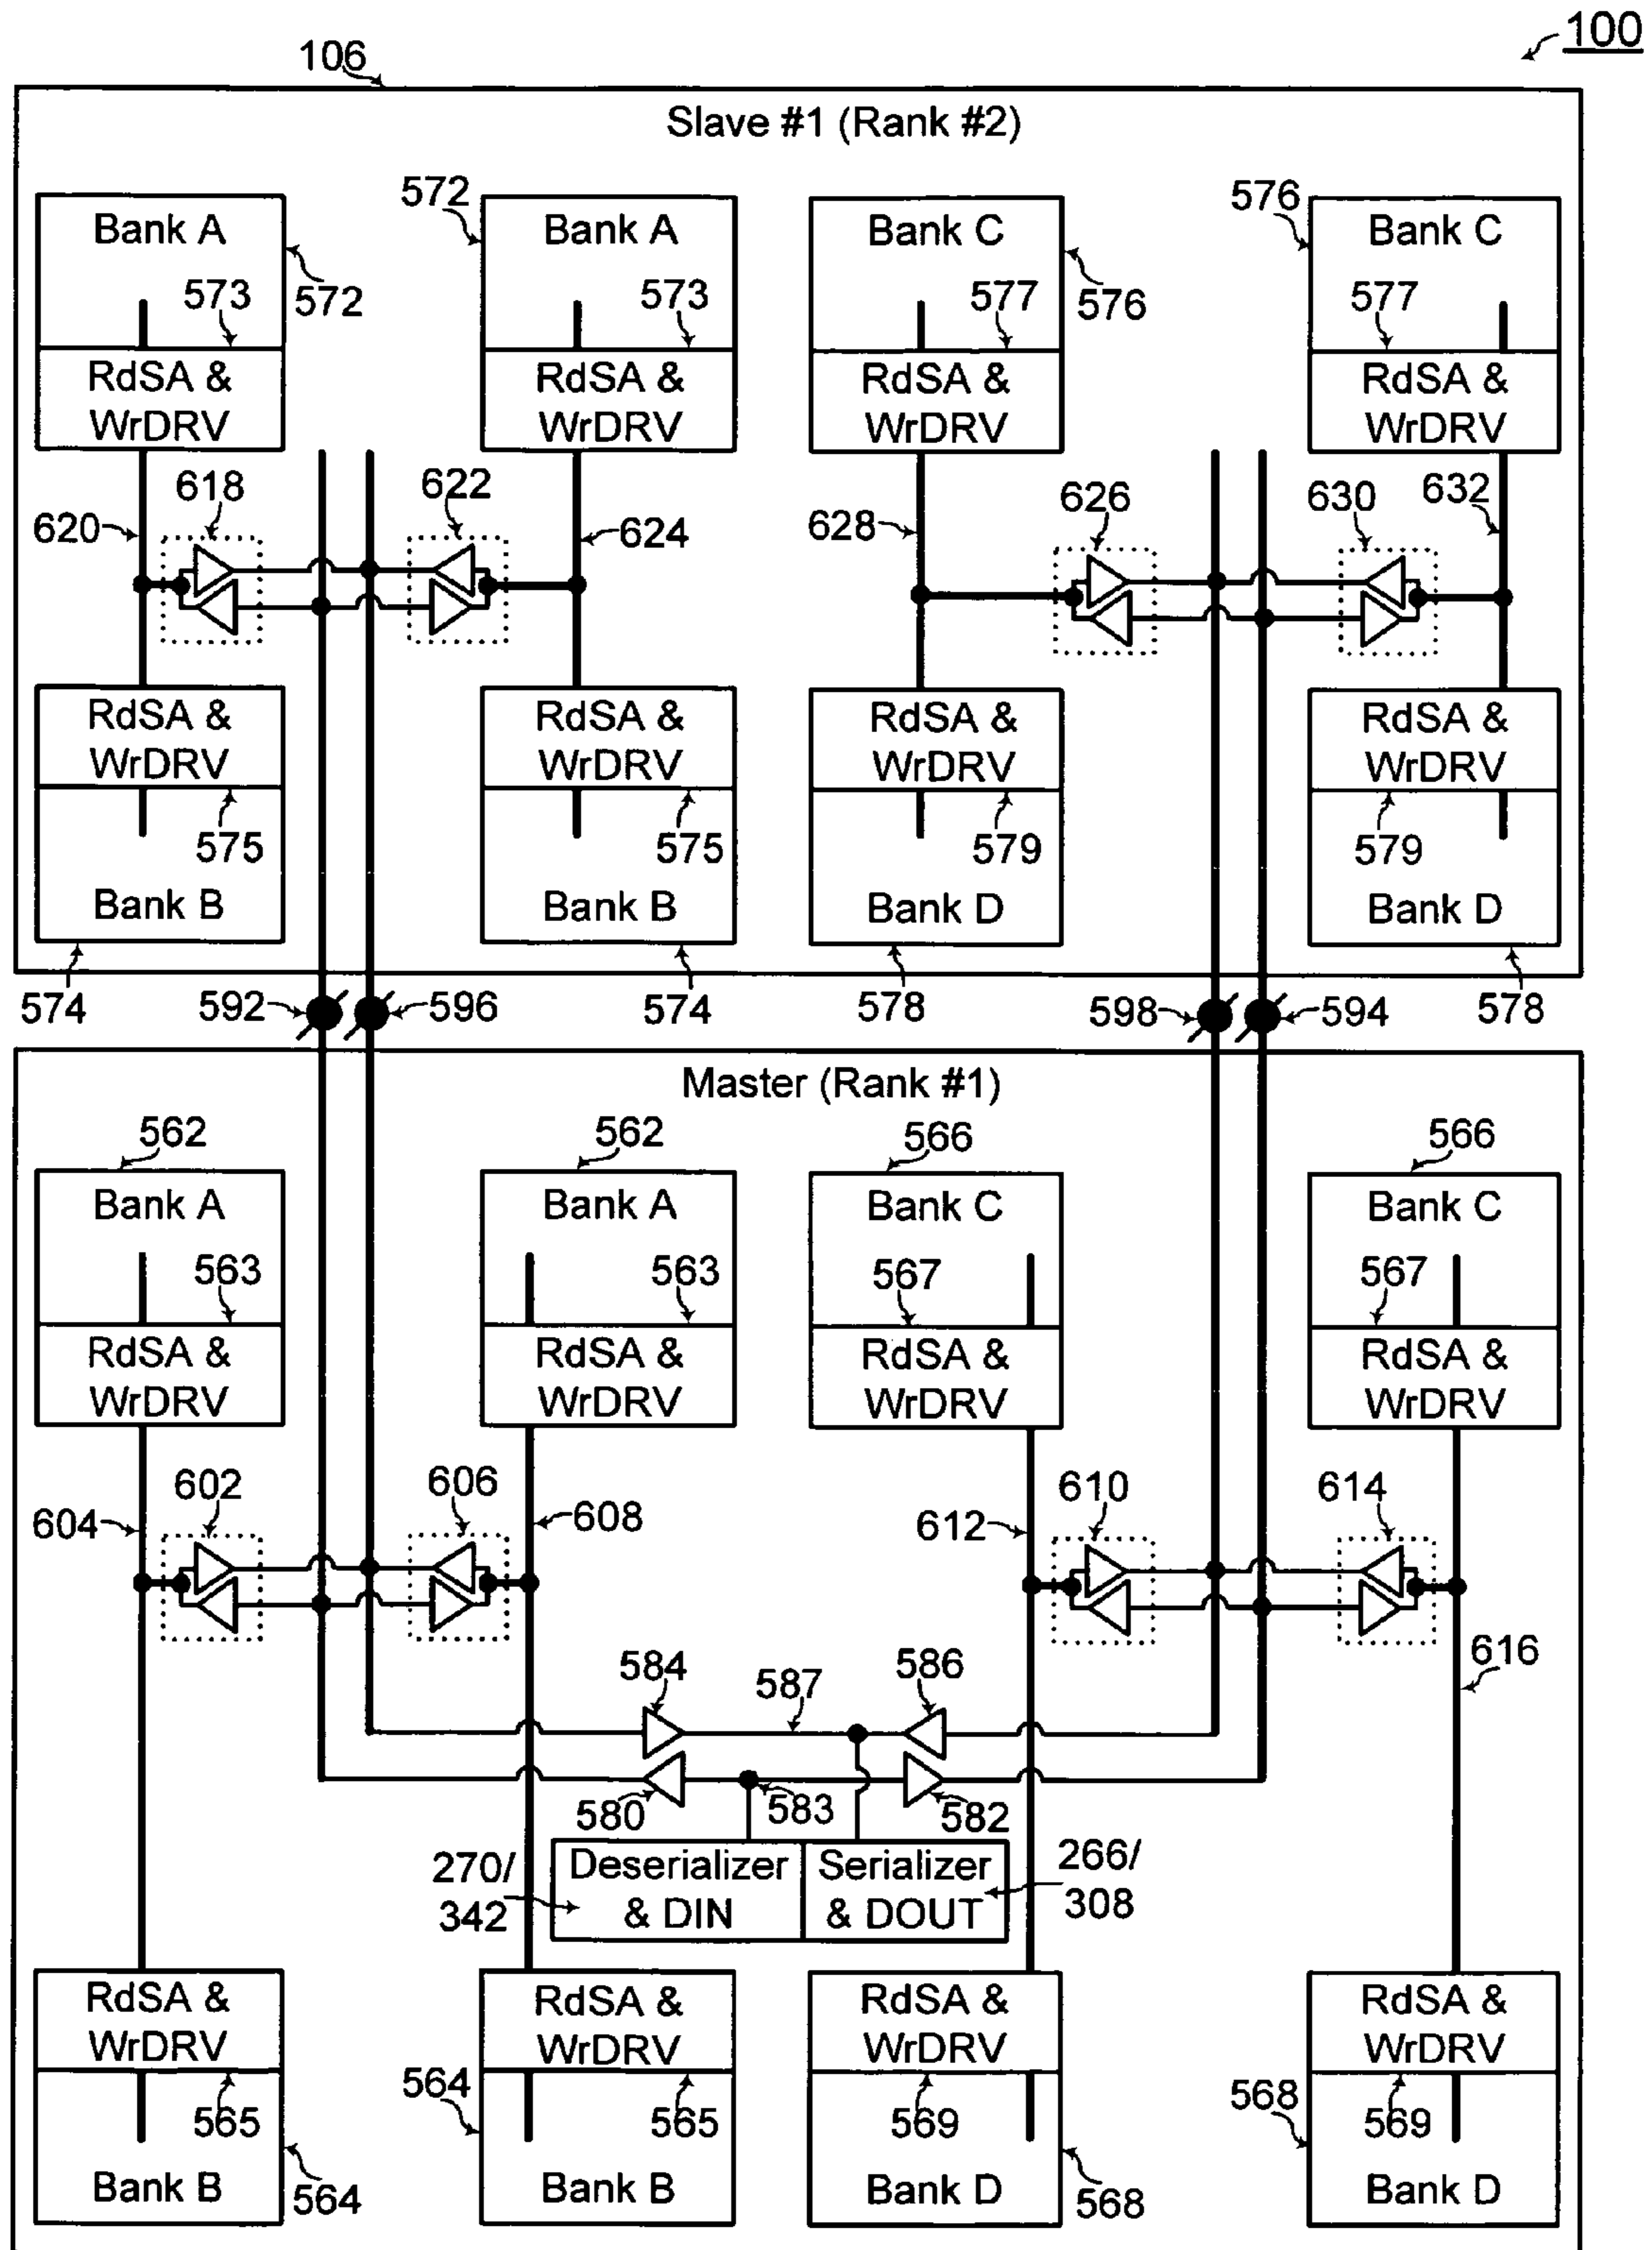 100
106
Slave #1 (Rank #2)
572
576
Bank A
Bank A
Bank C
Bank C
573
572
573
577
576
577
RdSA &
WrDRV
RdSA &
WrDRV
RdSA &
WrDRV
RdSA &
WrDRV
618
622
626
630
632
620
624
628
RdSA &
WrDRV
RdSA &
WrDRV
RdSA &
WrDRV
RdSA &
WrDRV
575
575
579
579
Bank B
Bank B
Bank D
Bank D
574
592
596
574
578
598
594
578
Master (Rank #1)
562
562
566
566
Bank A
Bank A
Bank C
Bank C
563
563
567
567
RdSA &
WrDRV
RdSA &
WrDRV
RdSA &
WrDRV
RdSA &
WrDRV
602
606
610
614
604
608
612
616
584
587
586
580
583
582
270/
342
Deserializer
& DIN
Serializer
& DOUT
266/
308
RdSA &
WrDRV
RdSA &
WrDRV
RdSA &
WrDRV
RdSA &
WrDRV
564
568
565
565
569
569
Bank B
564
Bank B
Bank D
568
Bank D